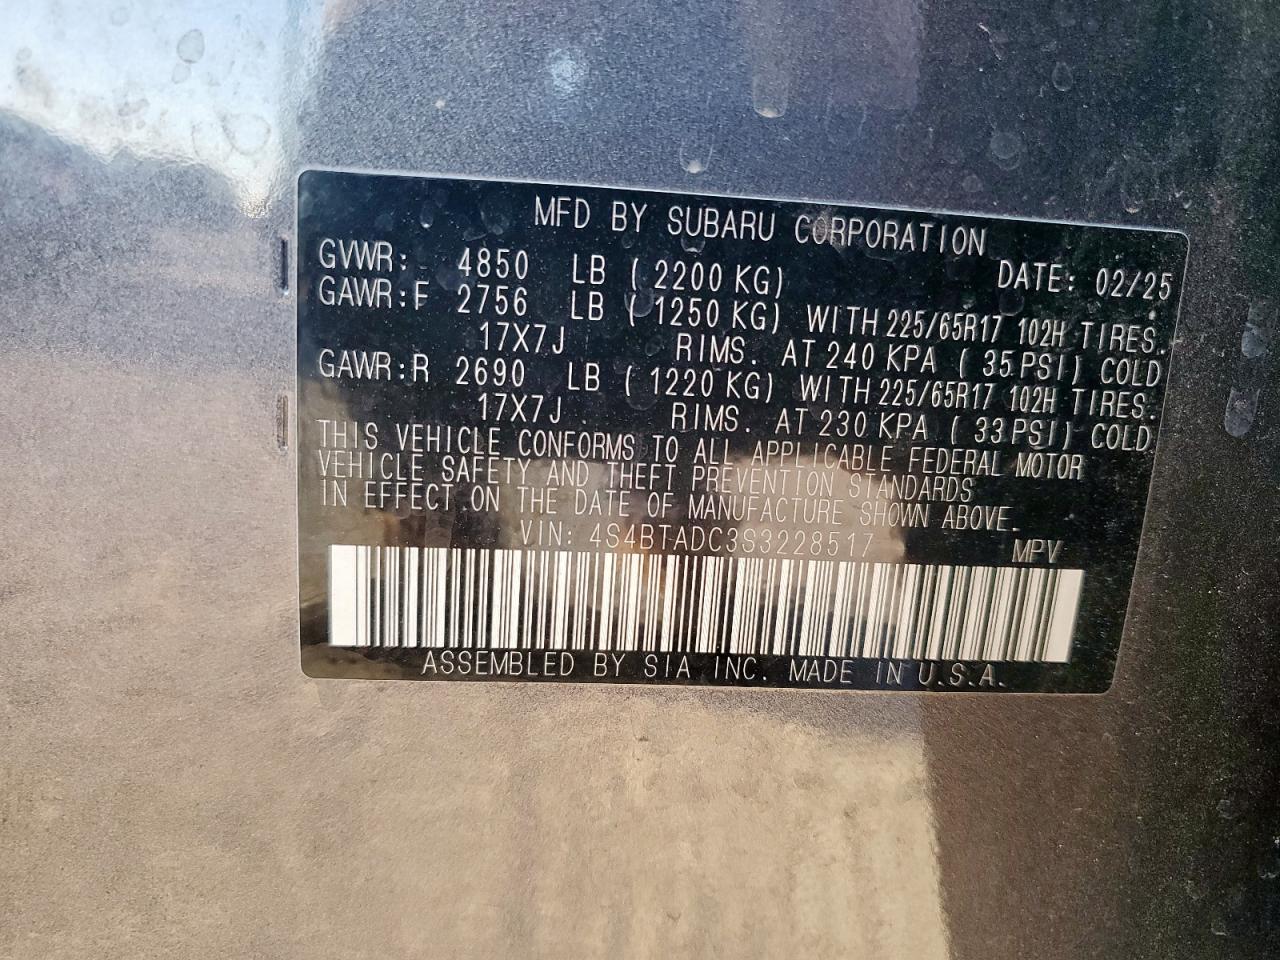 MFD BY SUBARU CORPORATION
GVWR: 4850 LB ( 2200 KG) DATE: 02/25
GAWR:F 2756 LB ( 1250 KG) WITH 225/65R17 102H TIRES.
17X7J RIMS. AT 240 KPA ( 35 PSI) COLD
GAWR:R 2690 LB ( 1220 KG) WITH 225/65R17 102H TIRES.
17X7J RIMS. AT 230 KPA ( 33 PSI) COLD
THIS VEHICLE CONFORMS TO ALL APPLICABLE FEDERAL MOTOR
VEHICLE SAFETY AND THEFT PREVENTION STANDARDS
IN EFFECT ON THE DATE OF MANUFACTURE SHOWN ABOVE.
VIN: 4S4BTADC3S3228517 MPV
ASSEMBLED BY SIA INC. MADE IN U.S.A.